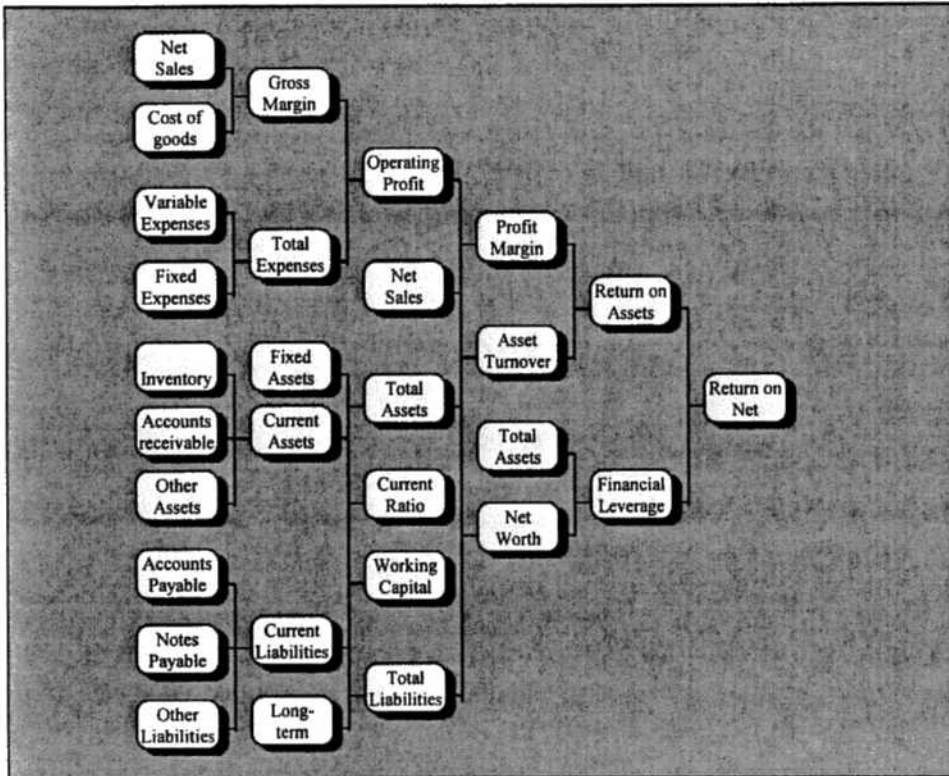 Net
Sales
Cost of
goods
Variable
Expenses
Fixed
Expenses
Inventory
Accounts
receivable
Other
Assets
Accounts
Payable
Notes
Payable
Other
Liabilities
Gross
Margin
Total
Expenses
Fixed
Assets
Current
Assets
Current
Liabilities
Long-
term
Operating
Profit
Net
Sales
Total
Assets
Current
Ratio
Working
Capital
Total
Liabilities
Profit
Margin
Asset
Turnover
Total
Assets
Net
Worth
Return on
Assets
Financial
Leverage
Return on
Net